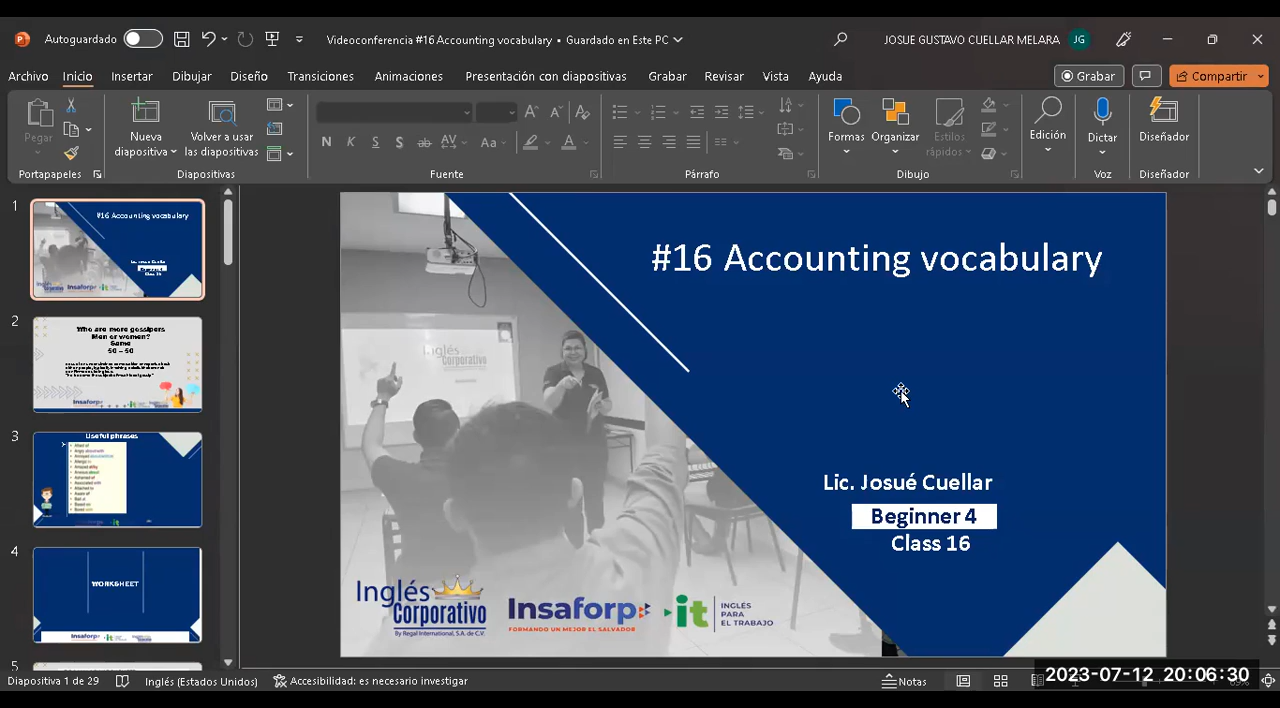 Autoguardado
Videoconferencia #16 Accounting vocabulary • Guardado en Este PC
JOSUE GUSTAVO CUELLAR MELARA
JG
Archivo Inicio Insertar Dibujar Diseño Transiciones Animaciones Presentación con diapositivas Grabar Revisar Vista Ayuda
Grabar
Compartir
Pegar
Nueva diapositiva
Volver a usar las diapositivas
N K S S ab AV Aa A
Formas
Organizar
Estilos rápidos
Edición
Dictar
Diseñador
Portapapeles
Diapositivas
Fuente
Párrafo
Dibujo
Voz
Diseñador
1
#16 Accounting vocabulary
2
Who are more gossipers
Men or women?
Same
50 – 50
3
Useful phrases
4
WORKSHEET
5
#16 Accounting vocabulary
Lic. Josué Cuellar
Beginner 4
Class 16
Inglés Corporativo
By Regal International, S.A. de C.V.
Insaforp
FORMANDO UN MEJOR EL SALVADOR
it
INGLÉS
PARA
EL TRABAJO
Diapositiva 1 de 29
Inglés (Estados Unidos)
Accesibilidad: es necesario investigar
Notas
2023-07-12 20:06:30